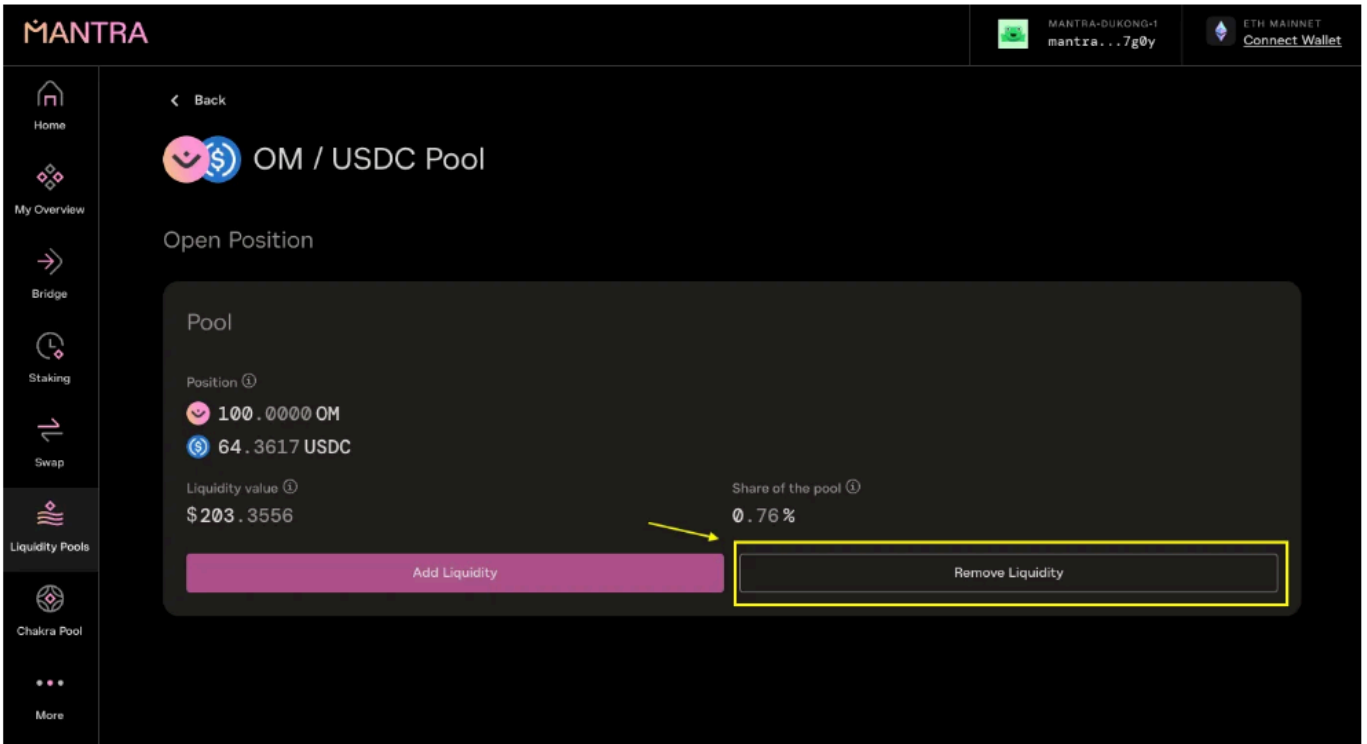 MANTRA
MANTRA-DUKONG-1
mantra...7g0y
ETH MAINNET
Connect Wallet
Home
My Overview
Bridge
Staking
Swap
Liquidity Pools
Chakra Pool
More
Back
OM / USDC Pool
Open Position
Pool
Position
100.0000 OM
64.3617 USDC
Liquidity value
$203.3556
Share of the pool
0.76%
Add Liquidity
Remove Liquidity